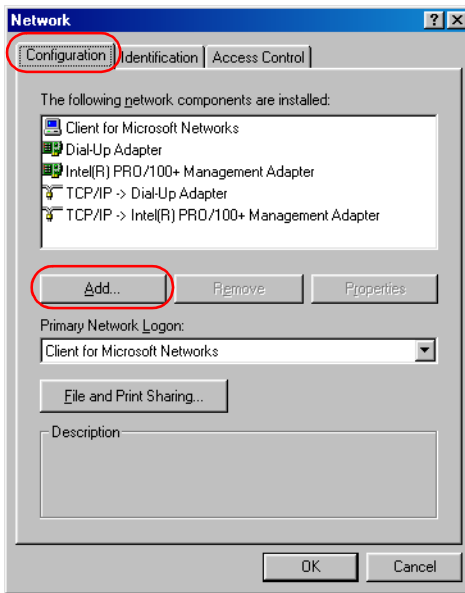 Network
Configuration Identification Access Control
The following network components are installed:
Client for Microsoft Networks
Dial-Up Adapter
Intel(R) PRO/100+ Management Adapter
TCP/IP -> Dial-Up Adapter
TCP/IP -> Intel(R) PRO/100+ Management Adapter
Add... Remove Properties
Primary Network Logon:
Client for Microsoft Networks
File and Print Sharing...
Description
OK Cancel